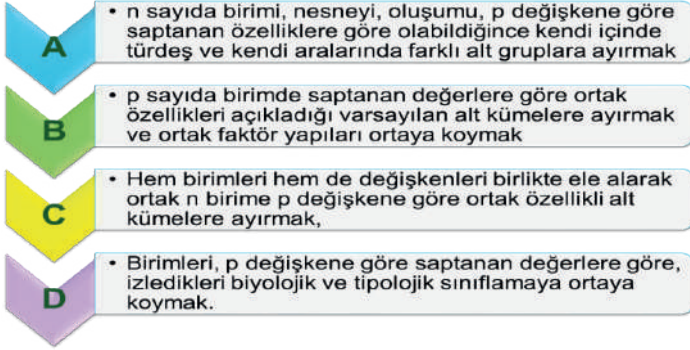 A
• n sayıda birimi, nesneyi, oluşumu, p değişkene göre
saptanan özelliklere göre olabildiğince kendi içinde
türdeş ve kendi aralarında farklı alt gruplara ayırmak
B
• p sayıda birimde saptanan değerlere göre ortak
özellikleri açıkladığı varsayılan alt kümelere ayırmak
ve ortak faktör yapıları ortaya koymak
C
• Hem birimleri hem de değişkenleri birlikte ele alarak
ortak n birime p değişkene göre ortak özellikli alt
kümelere ayırmak,
D
• Birimleri, p değişkene göre saptanan değerlere göre,
izledikleri biyolojik ve tipolojik sınıflamaya ortaya
koymak.